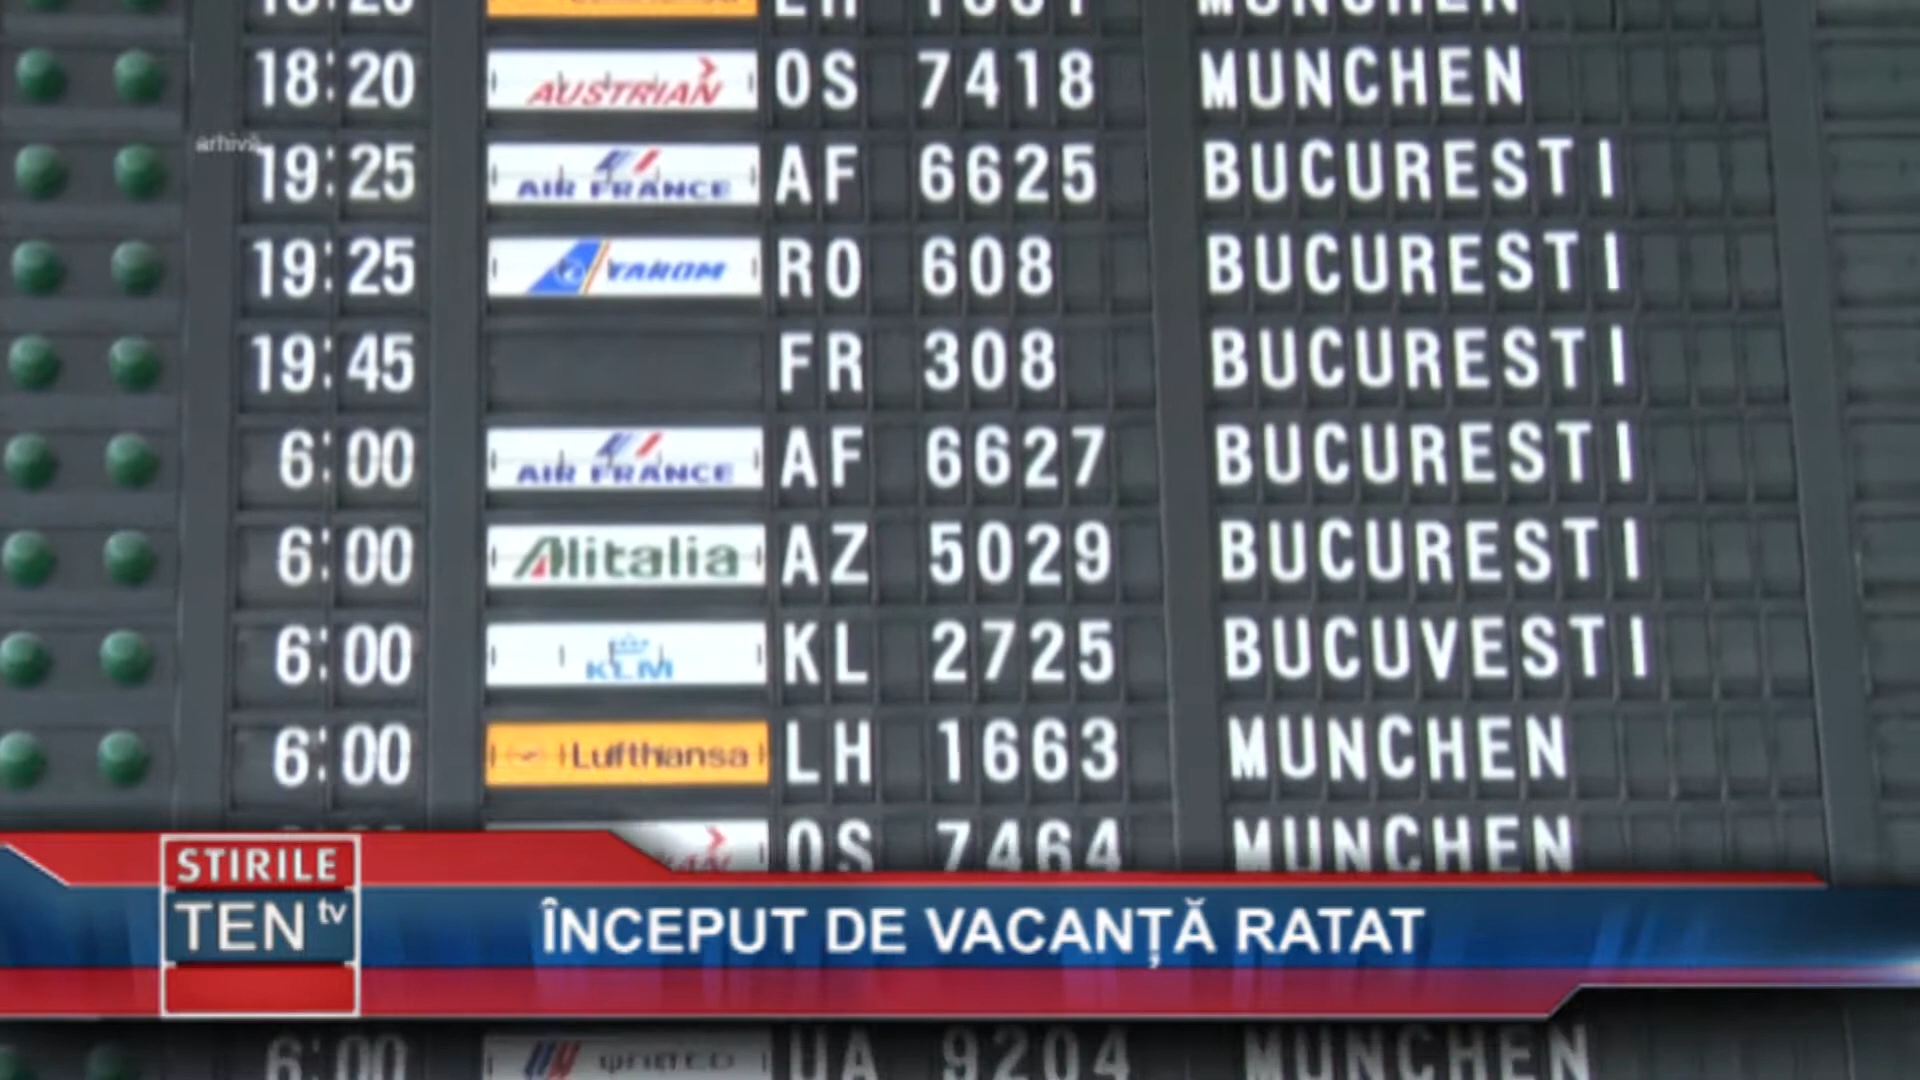 MUNCHEN
18:20 AUSTRIAN OS 7418 MUNCHEN
arhivă
19:25 AIR FRANCE AF 6625 BUCURESTI
19:25 TAROM RO 608 BUCURESTI
19:45 FR 308 BUCURESTI
6:00 AIR FRANCE AF 6627 BUCURESTI
6:00 Alitalia AZ 5029 BUCURESTI
6:00 KLM KL 2725 BUCUVESTI
6:00 Lufthansa LH 1663 MUNCHEN
OS 7464 MUNCHEN
STIRILE
TEN tv
ÎNCEPUT DE VACANȚĂ RATAT
6:00 UA 9204 MUNCHEN